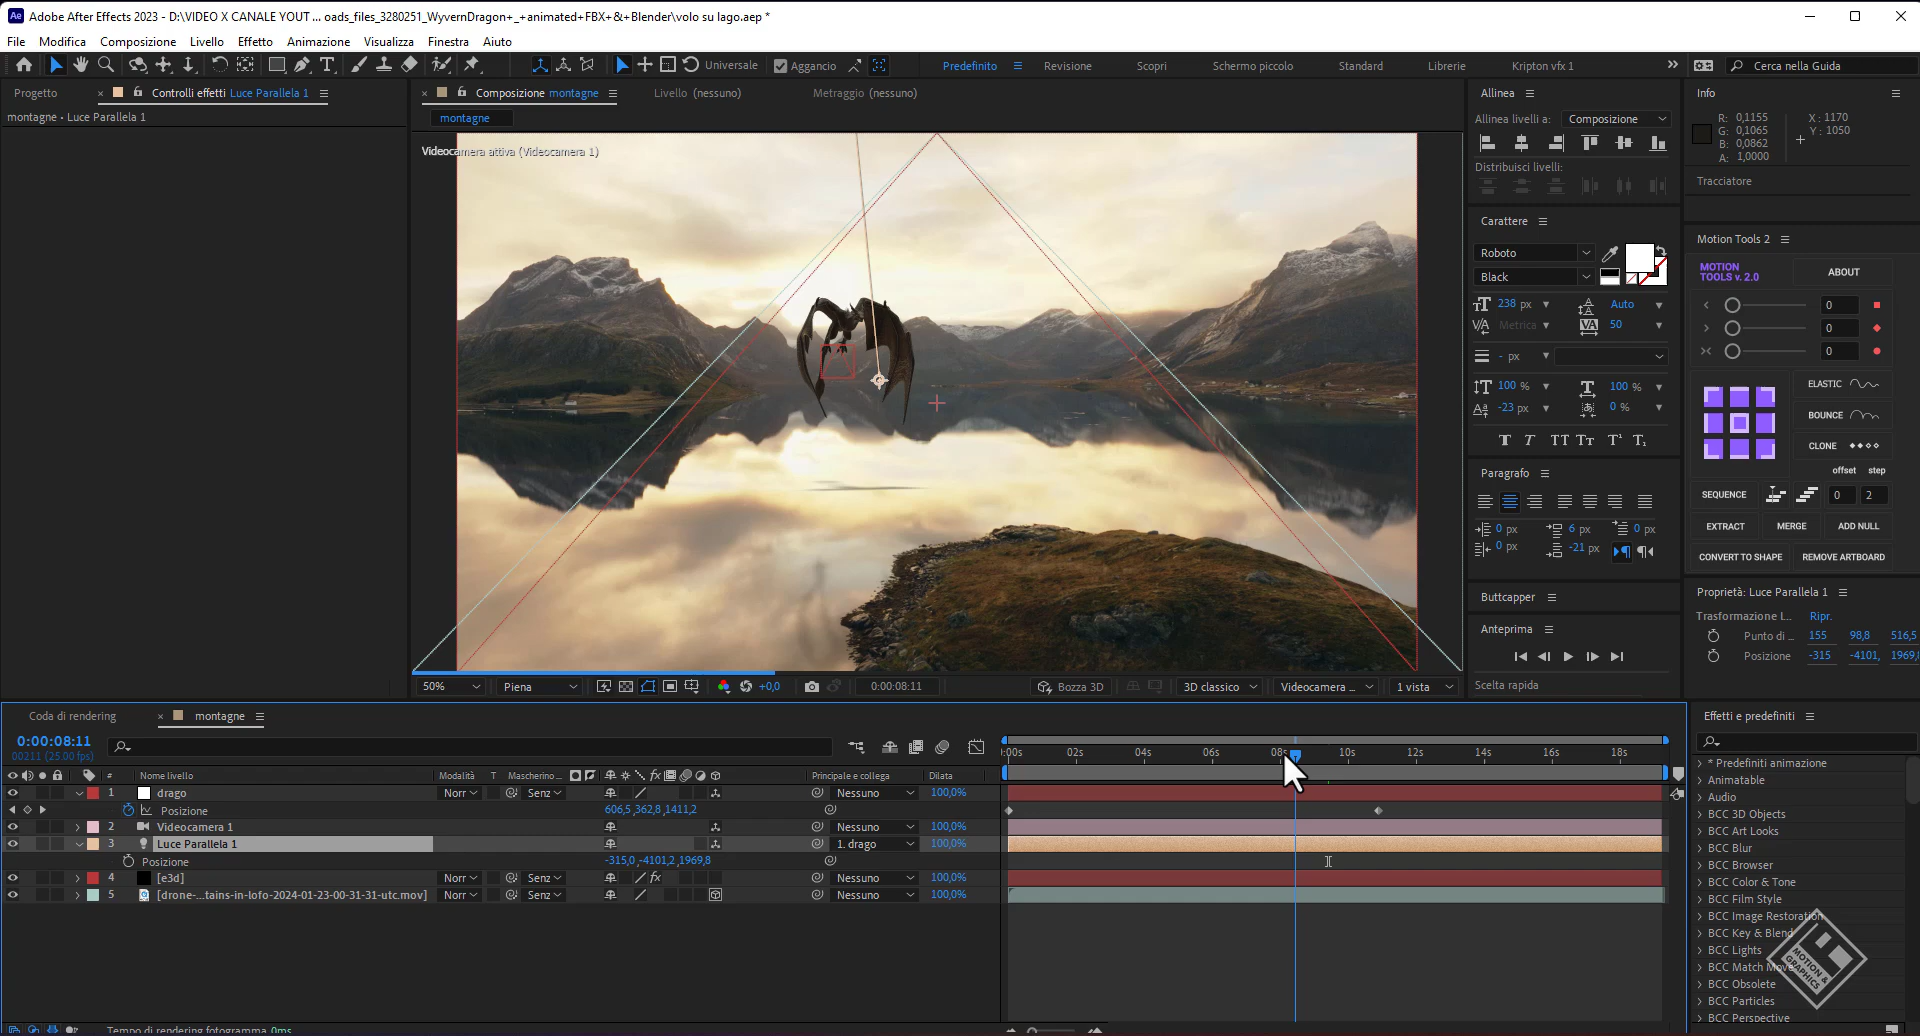 Adobe After Effects 2023 - D:\VIDEO X CANALE YOUT ... oads_files_3280251_WyvernDragon+_+animated+FBX+&+Blender\volo su lago.aep *
File Modifica Composizione Livello Effetto Animazione Visualizza Finestra Aiuto
Universale Aggancio Predefinito Revisione Scopri Schermo piccolo Standard Librerie Kripton vfx 1 Cerca nella Guida
Progetto Controlli effetti Luce Parallela 1
montagne • Luce Parallela 1
Composizione montagne Livello (nessuno) Metraggio (nessuno)
montagne
Videocamera attiva (Videocamera 1)
50% Piena +0,0 0:00:08:11 Bozza 3D 3D classico Videocamera ... 1 vista
Allinea
Allinea livelli a: Composizione
Distribuisci livelli:
Carattere
Roboto
Black
238 px Auto
Metrica 50
- px
100 % 100 %
-23 px 0 %
T T TT Tт T¹ T₁
Paragrafo
0 px 6 px 0 px
0 px -21 px
Buttcapper
Anteprima
Scelta rapida
Info
R: 0,1155 X: 1170
G: 0,1065 Y: 1050
B: 0,0862
A: 1,0000
Tracciatore
Motion Tools 2
MOTION TOOLS v. 2.0 ABOUT
0
0
0
ELASTIC
BOUNCE
CLONE
offset step
SEQUENCE 0 2
EXTRACT MERGE ADD NULL
CONVERT TO SHAPE REMOVE ARTBOARD
Proprietà: Luce Parallela 1
Trasformazione L... Ripr.
Punto di ... 155 98,8 516,5
Posizione -315 -4101, 1969,8
Coda di rendering montagne
0:00:08:11
00211 (25.00 fps)
# Nome livello Modalità T Mascherino ... fx Principale e collega Dilata
:00s 02s 04s 06s 08s 10s 12s 14s 16s 18s
1 drago Norr Senz Nessuno 100,0%
Posizione 606,5,362,8,1411,2
2 Videocamera 1 Nessuno 100,0%
3 Luce Parallela 1 1. drago 100,0%
Posizione -315,0,-4101,2,1969,8
4 [e3d] Norr Senz fx Nessuno 100,0%
5 [drone-...tains-in-lofo-2024-01-23-00-31-31-utc.mov] Norr Senz Nessuno 100,0%
Tempo di rendering fotogramma 0ms
Effetti e predefiniti
* Predefiniti animazione
Animatable
Audio
BCC 3D Objects
BCC Art Looks
BCC Blur
BCC Browser
BCC Color & Tone
BCC Film Style
BCC Image Restoration
BCC Key & Blend
BCC Lights
BCC Match Move
BCC Obsolete
BCC Particles
BCC Perspective
MOTION & GRAPHICS